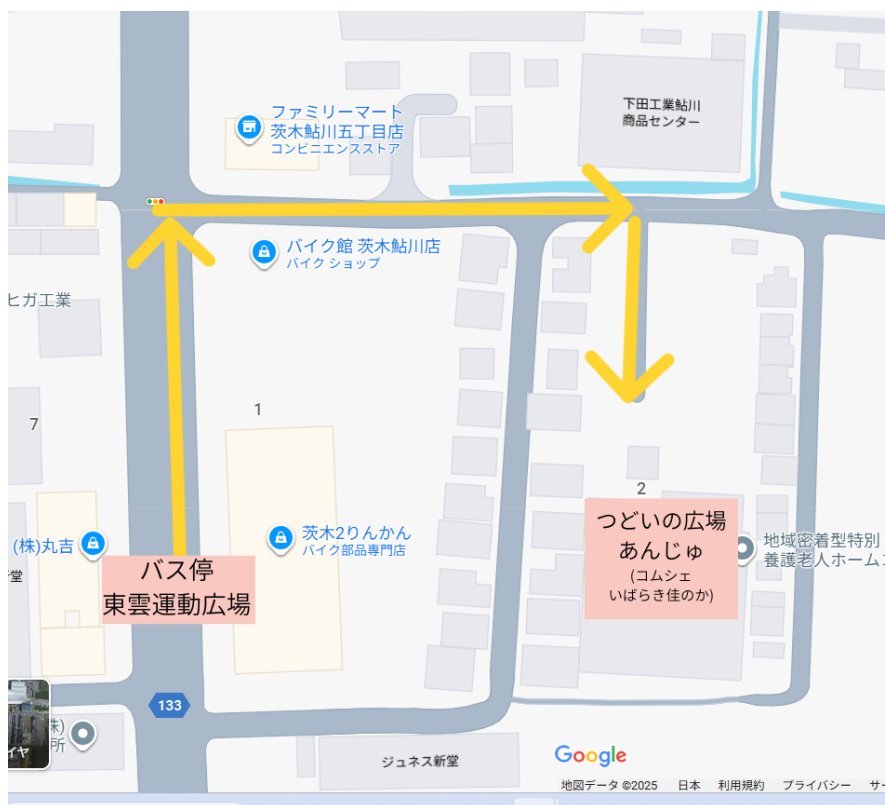 ファミリーマート
茨木鮎川五丁目店
コンビニエンスストア
下田工業鮎川
商品センター
バイク館 茨木鮎川店
バイク ショップ
ヒガ工業
1
7
2
茨木2りんかん
バイク部品専門店
(株)丸吉
堂
バス停
東雲運動広場
つどいの広場
あんじゅ
(コムシェ
いばらき佳のか)
地域密着型特別
養護老人ホーム
133
株)
所
イヤ
ジュネス新堂
Google
地図データ ©2025 日本 利用規約 プライバシー サ